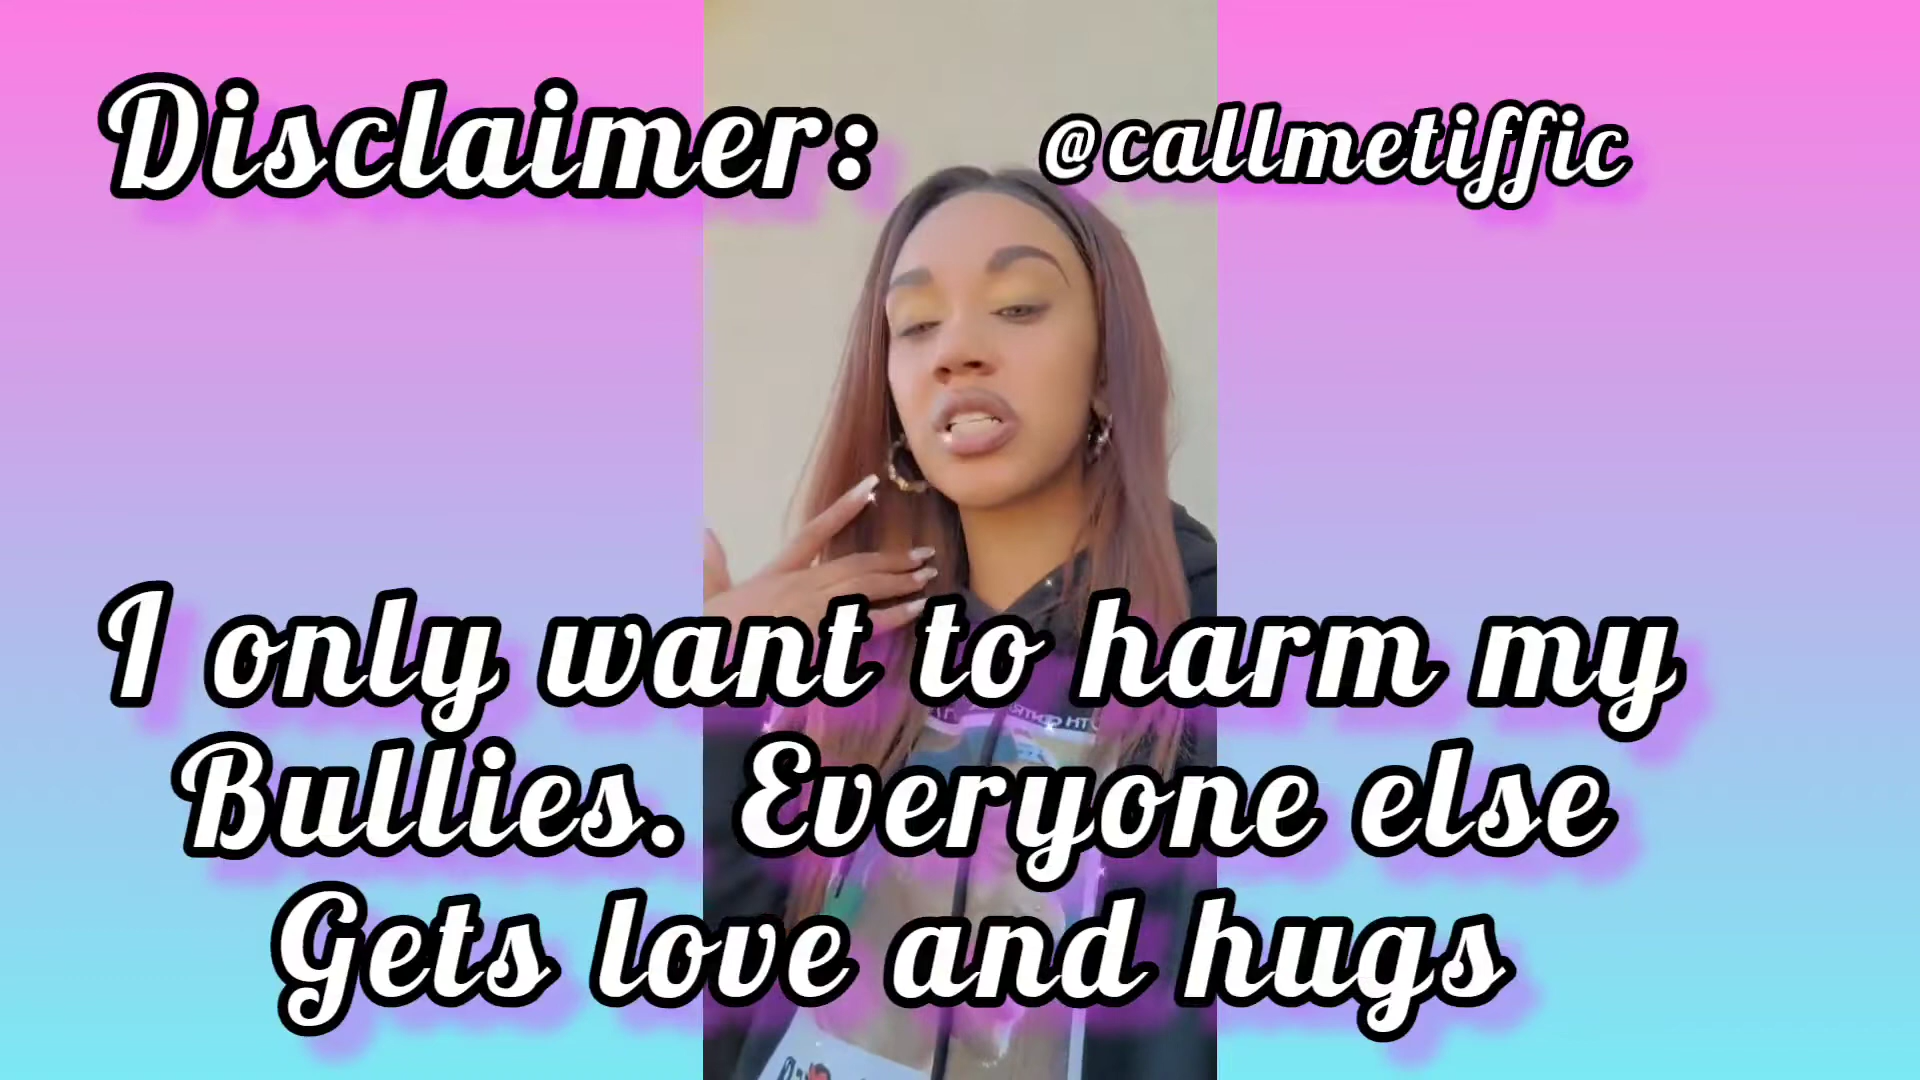 Disclaimer:
@callmetiffic
I only want to harm my
Bullies. Everyone else
Gets love and hugs